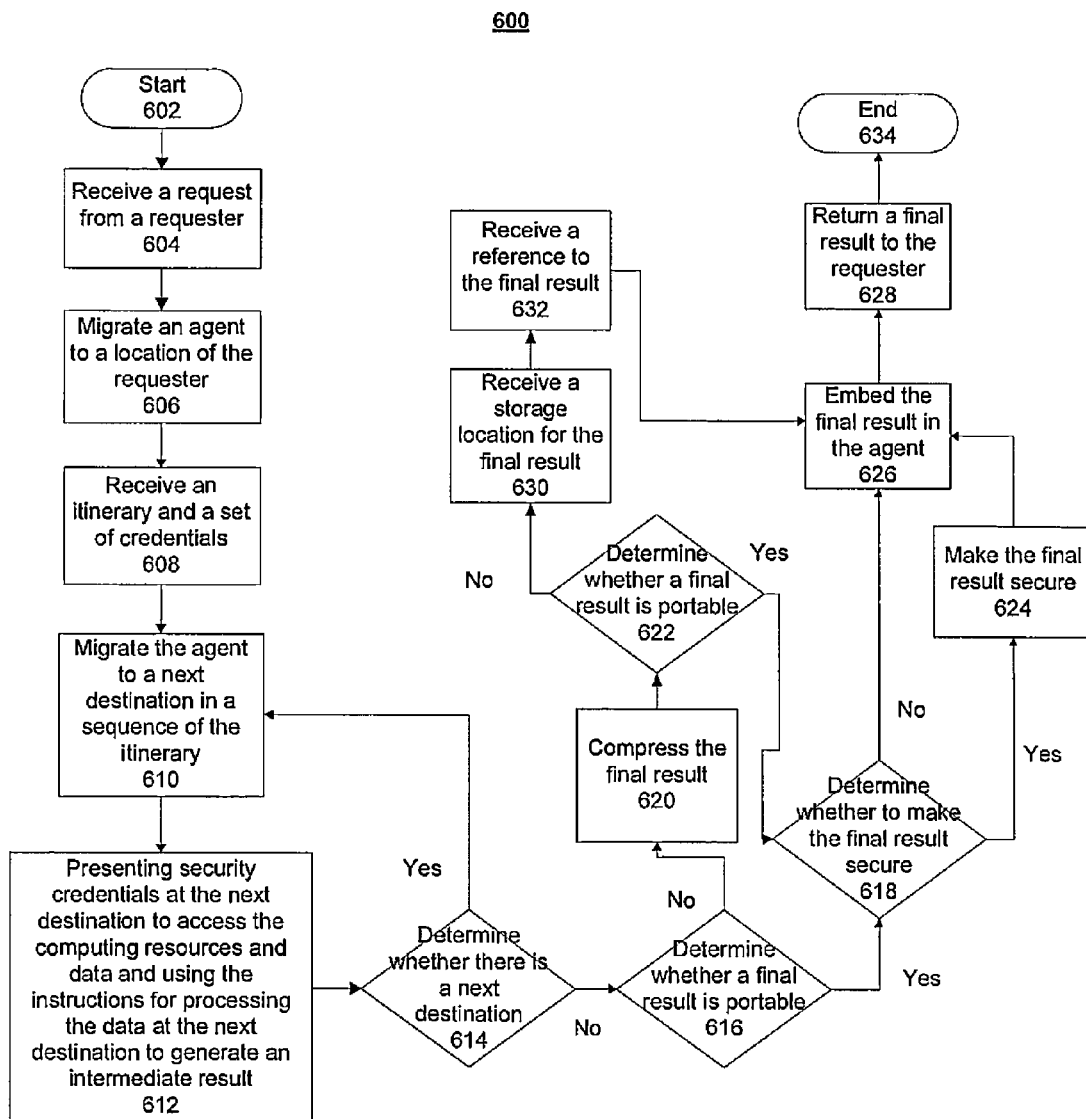 600
Start
602
Receive a request
from a requester
604
Migrate an agent
to a location of the
requester
606
Receive an
itinerary and a set
of credentials
608
Migrate the agent
to a next
destination in a
sequence of the
itinerary
610
Presenting security
credentials at the next
destination to access the
computing resources and
data and using the
instructions for processing
the data at the next
destination to generate an
intermediate result
612
Yes
Determine
whether there is
a next
destination
614
No
Determine
whether a final
result is portable
616
No
Yes
Compress the
final result
620
Determine
whether a final
result is portable
622
No
Yes
Receive a
storage
location for the
final result
630
Receive a
reference to
the final result
632
Determine
whether to make
the final result
secure
618
No
Yes
Make the final
result secure
624
Embed the
final result in
the agent
626
Return a final
result to the
requester
628
End
634